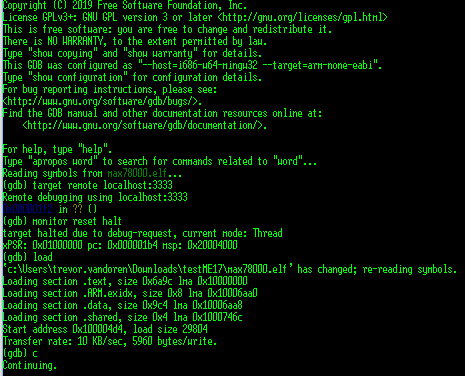 Copyright (C) 2019 Free Software Foundation, Inc.
License GPLv3+: GNU GPL version 3 or later <http://gnu.org/licenses/gpl.html>
This is free software: you are free to change and redistribute it.
There is NO WARRANTY, to the extent permitted by law.
Type "show copying" and "show warranty" for details.
This GDB was configured as "--host=i686-w64-mingw32 --target=arm-none-eabi".
Type "show configuration" for configuration details.
For bug reporting instructions, please see:
<http://www.gnu.org/software/gdb/bugs/>.
Find the GDB manual and other documentation resources online at:
<http://www.gnu.org/software/gdb/documentation/>.
For help, type "help".
Type "apropos word" to search for commands related to "word"...
Reading symbols from max78000.elf...
(gdb) target remote localhost:3333
Remote debugging using localhost:3333
in ?? ()
(gdb) monitor reset halt
target halted due to debug-request, current mode: Thread
xPSR: 0x01000000 pc: 0x000001b4 msp: 0x20004000
(gdb) load
`c:\Users\trevor.vandoren\Downloads\testME17\max78000.elf' has changed; re-reading symbols.
Loading section .text, size 0x6a9c lma 0x10000000
Loading section .ARM.exidx, size 0x8 lma 0x10006aa0
Loading section .data, size 0x9c4 lma 0x10006aa8
Loading section .shared, size 0x4 lma 0x1000746c
Start address 0x100004d4, load size 29804
Transfer rate: 10 KB/sec, 5960 bytes/write.
(gdb) c
Continuing.